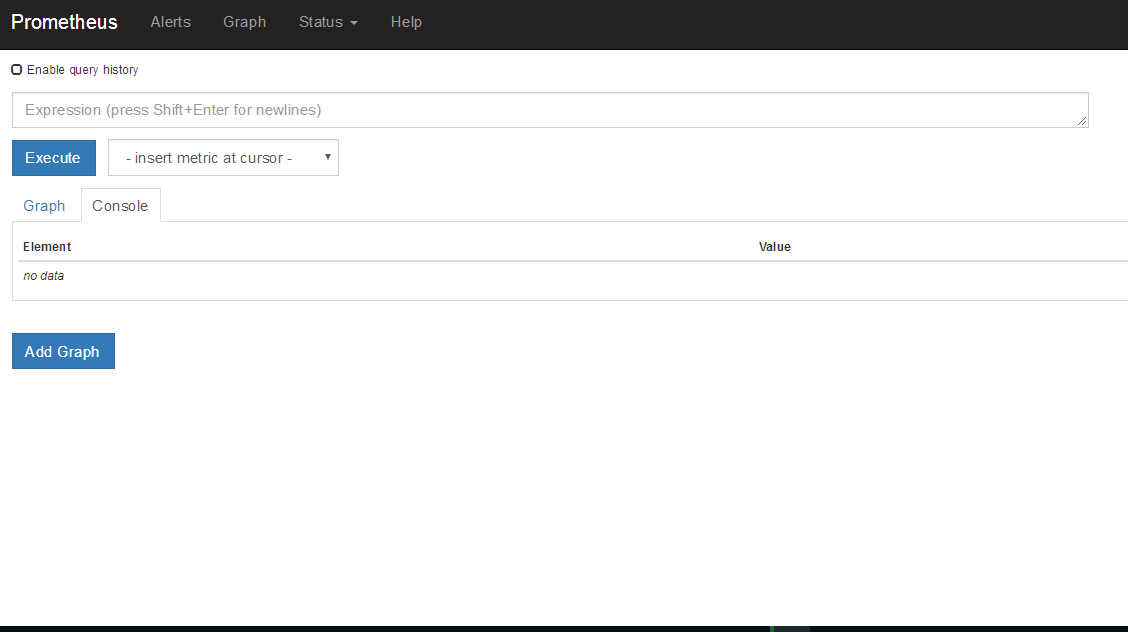 Prometheus Alerts Graph Status Help
Enable query history
Expression (press Shift+Enter for newlines)
Execute - insert metric at cursor -
Graph Console
Element Value
no data
Add Graph